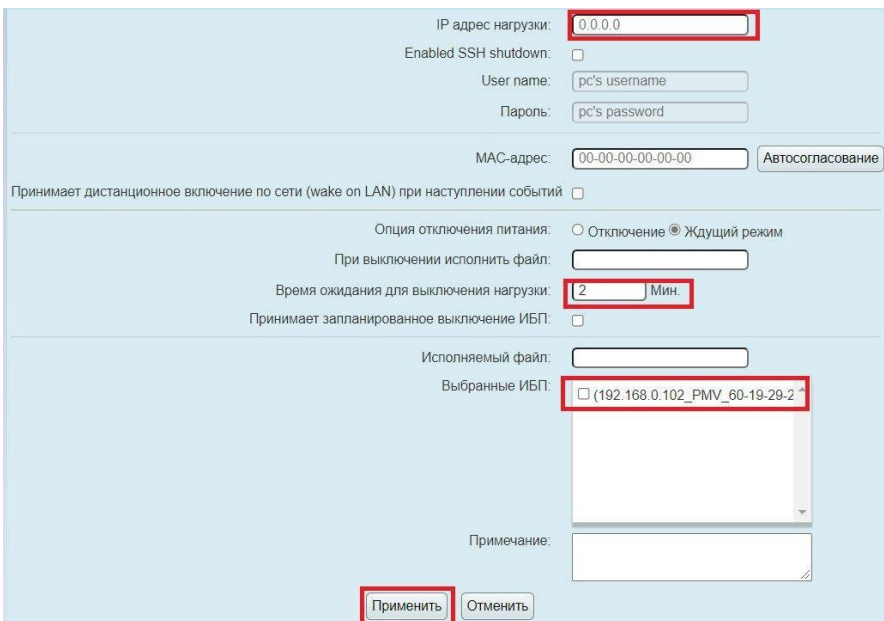 IP адрес нагрузки: 0.0.0.0
Enabled SSH shutdown:
User name: pc's username
Пароль: pc's password
MAC-адрес: 00-00-00-00-00-00 Автосогласование
Принимает дистанционное включение по сети (wake on LAN) при наступлении событий
Опция отключения питания: Отключение Ждущий режим
При выключении исполнить файл:
Время ожидания для выключения нагрузки: 2 Мин.
Принимает запланированное выключение ИБП:
Исполняемый файл:
Выбранные ИБП: (192.168.0.102_PMV_60-19-29-2
Примечание:
Применить Отменить